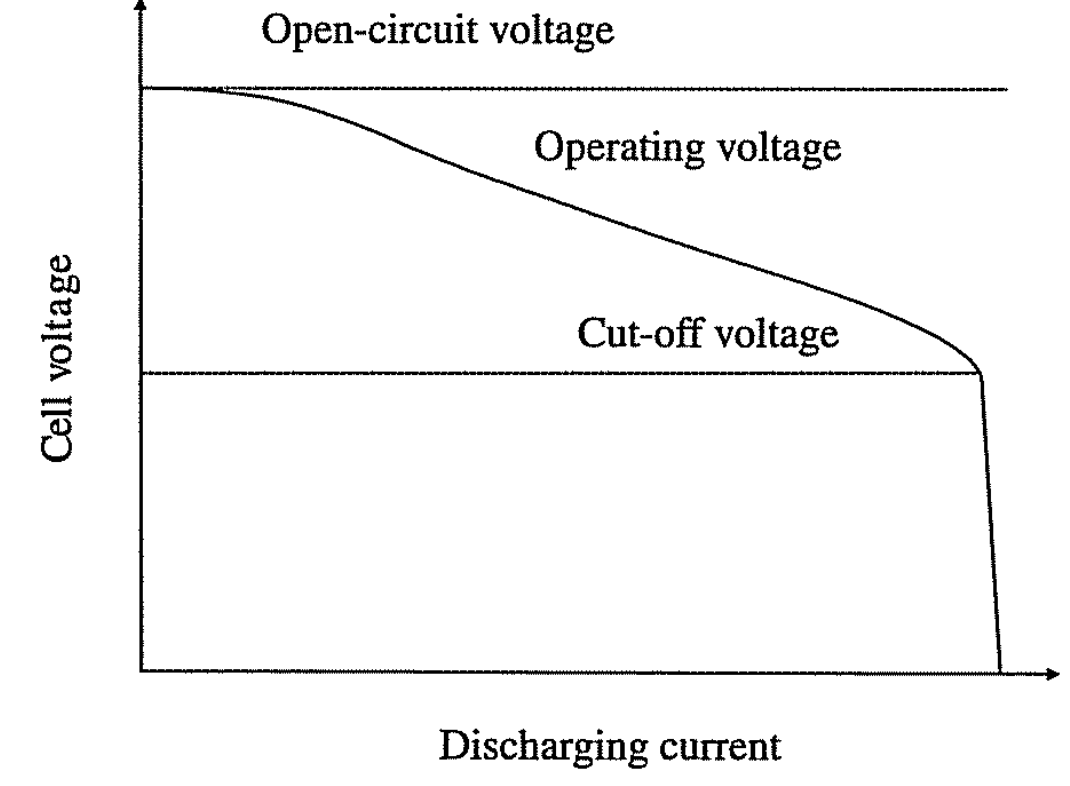 Open-circuit voltage
Operating voltage
Cut-off voltage
Cell voltage
Discharging current